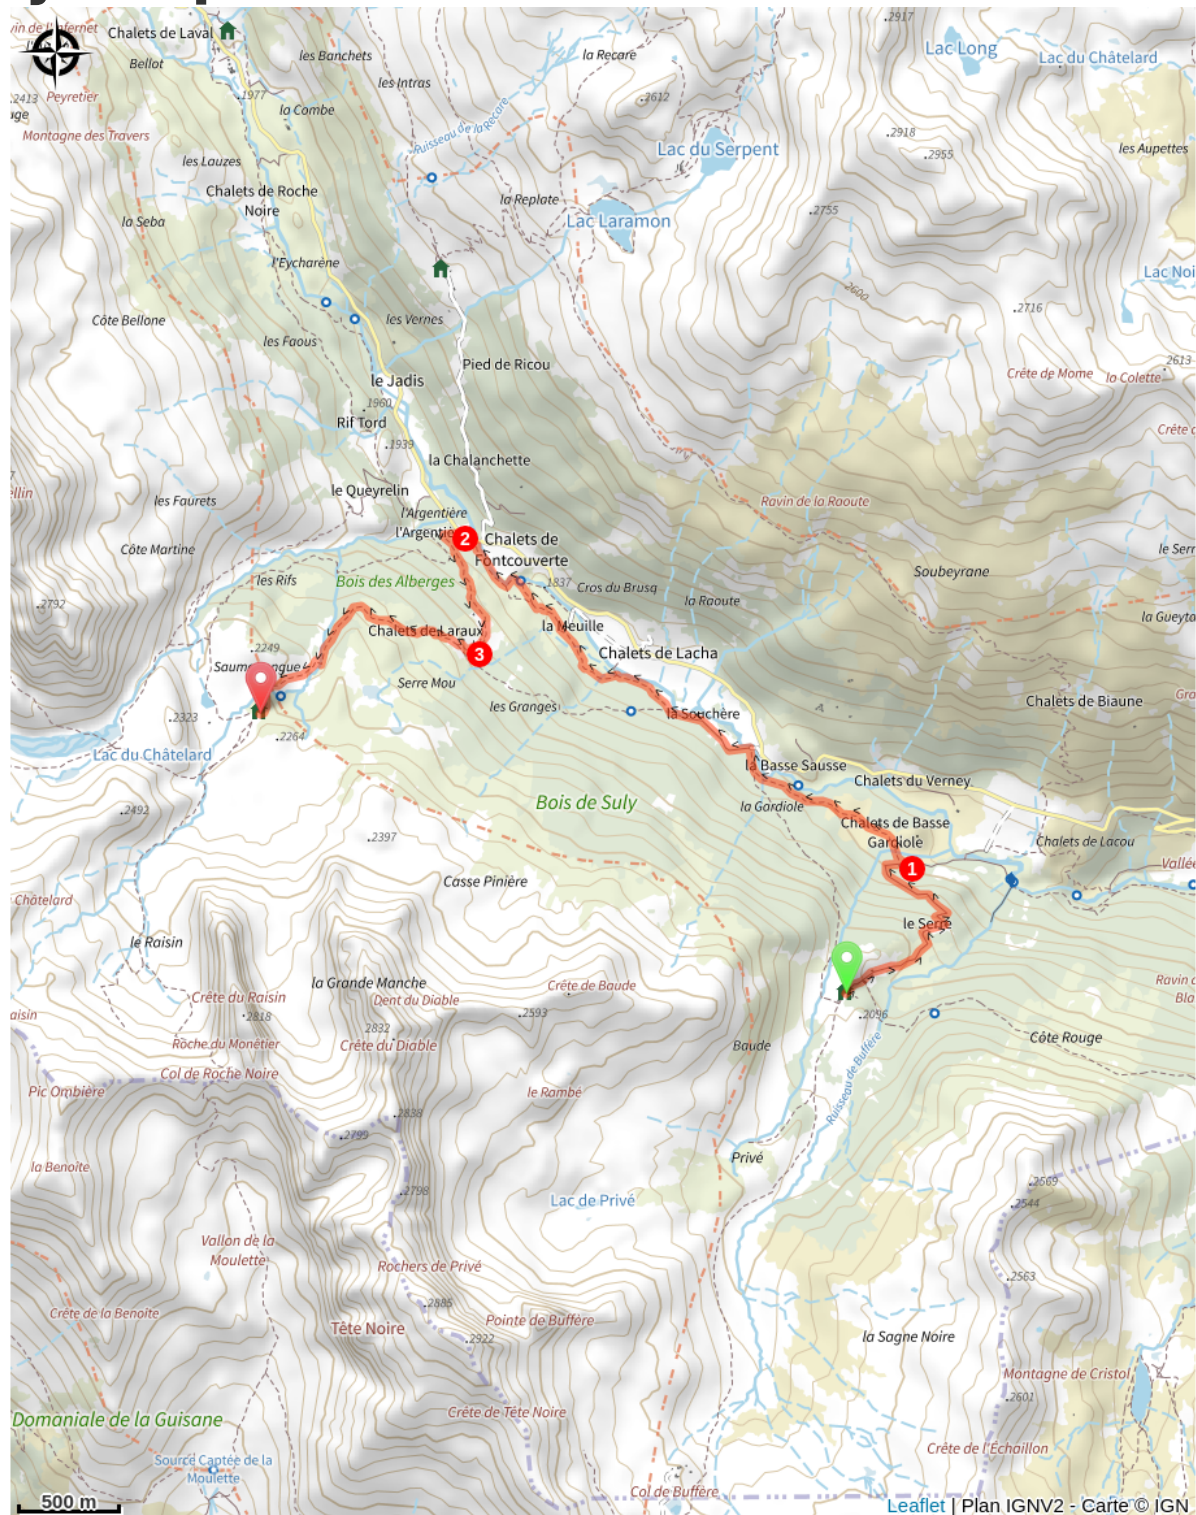 Chalets de Laval
Bellot
les Banchets
la Recare
.2917
Lac Long
Lac du Châtelard
les Intras
.2413
Peyretier
.1977
la Combe
.2612
Ruisseau de la Recare
Montagne des Travers
.2918
.2955
les Aupettes
Lac du Serpent
les Lauzes
Chalets de Roche
Noire
la Replate
.2755
la Seba
Lac Laramon
l'Eycharène
Lac Noi
2600
.2716
Côte Bellone
les Vernes
les Faous
Pied de Ricou
2613
le Jadis
Crête de Mome
la Colette
.1960
Rif Tord
.1939
la Chalanchette
le Queyrelin
les Faurets
Ravin de la Raoute
l'Argentière
2
Chalets de
Fontcouverte
Côte Martine
les Rifs
Bois des Alberges
.1837
Cros du Brusq
Soubeyrane
la Raoute
.2792
la Gueyta
la Meuille
Chalets de Laraux
3
.2249
Chalets de Lacha
Serre Mou
les Granges
.2323
la Souchère
Chalets de Biaune
.2264
Lac du Châtelard
la Basse Sausse
Chalets du Verney
.2492
Bois de Suly
la Gardiole
Chalets de Basse
Gardiole
.2397
Chalets de Lacou
1
Casse Pinière
Châtelard
le Serre
le Raisin
la Grande Manche
Crête de Baude
Crête du Raisin
Dent du Diable
.2818
2832
.2593
.2096
Roche du Monétier
Crête du Diable
Baude
Côte Rouge
Col de Roche Noire
Pic Ombière
le Rambé
Ruisseau de Buffère
.2838
.2799
la Benoîte
Privé
.2798
.2569
.2544
Lac de Privé
Vallon de la
Moulette
Rochers de Privé
.2563
Crête de la Benoîte
.2885
Pointe de Buffère
Tête Noire
.2922
la Sagne Noire
Montagne de Cristol
.2601
Domaniale de la Guisane
Crête de Tête Noire
Crête de l'Échaillon
Source Captée de la
Moulette
Col de Buffère
500 m
Leaflet | Plan IGNV2 - Carte © IGN